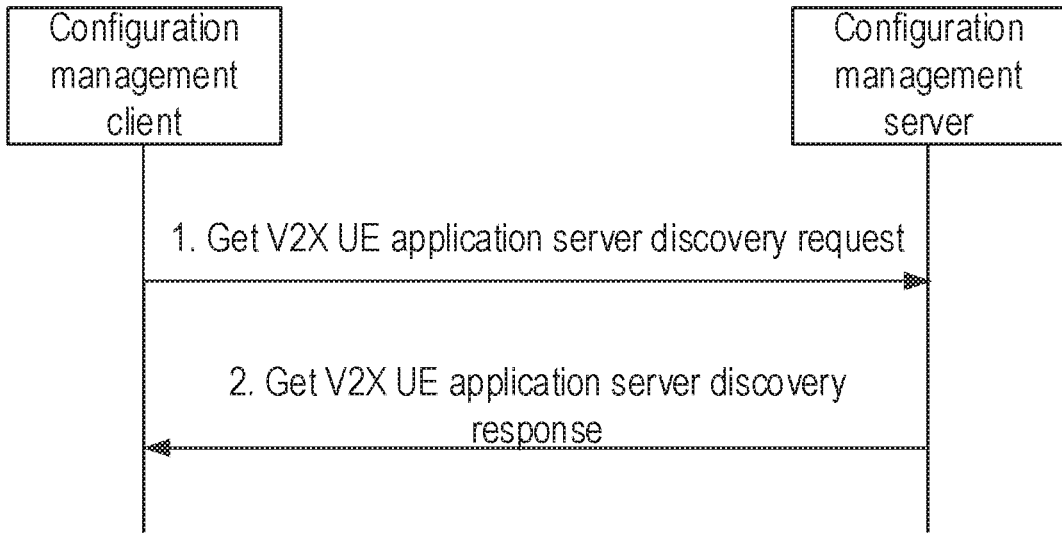 Configuration
management
client
Configuration
management
server
1. Get V2X UE application server discovery request
2. Get V2X UE application server discovery
response